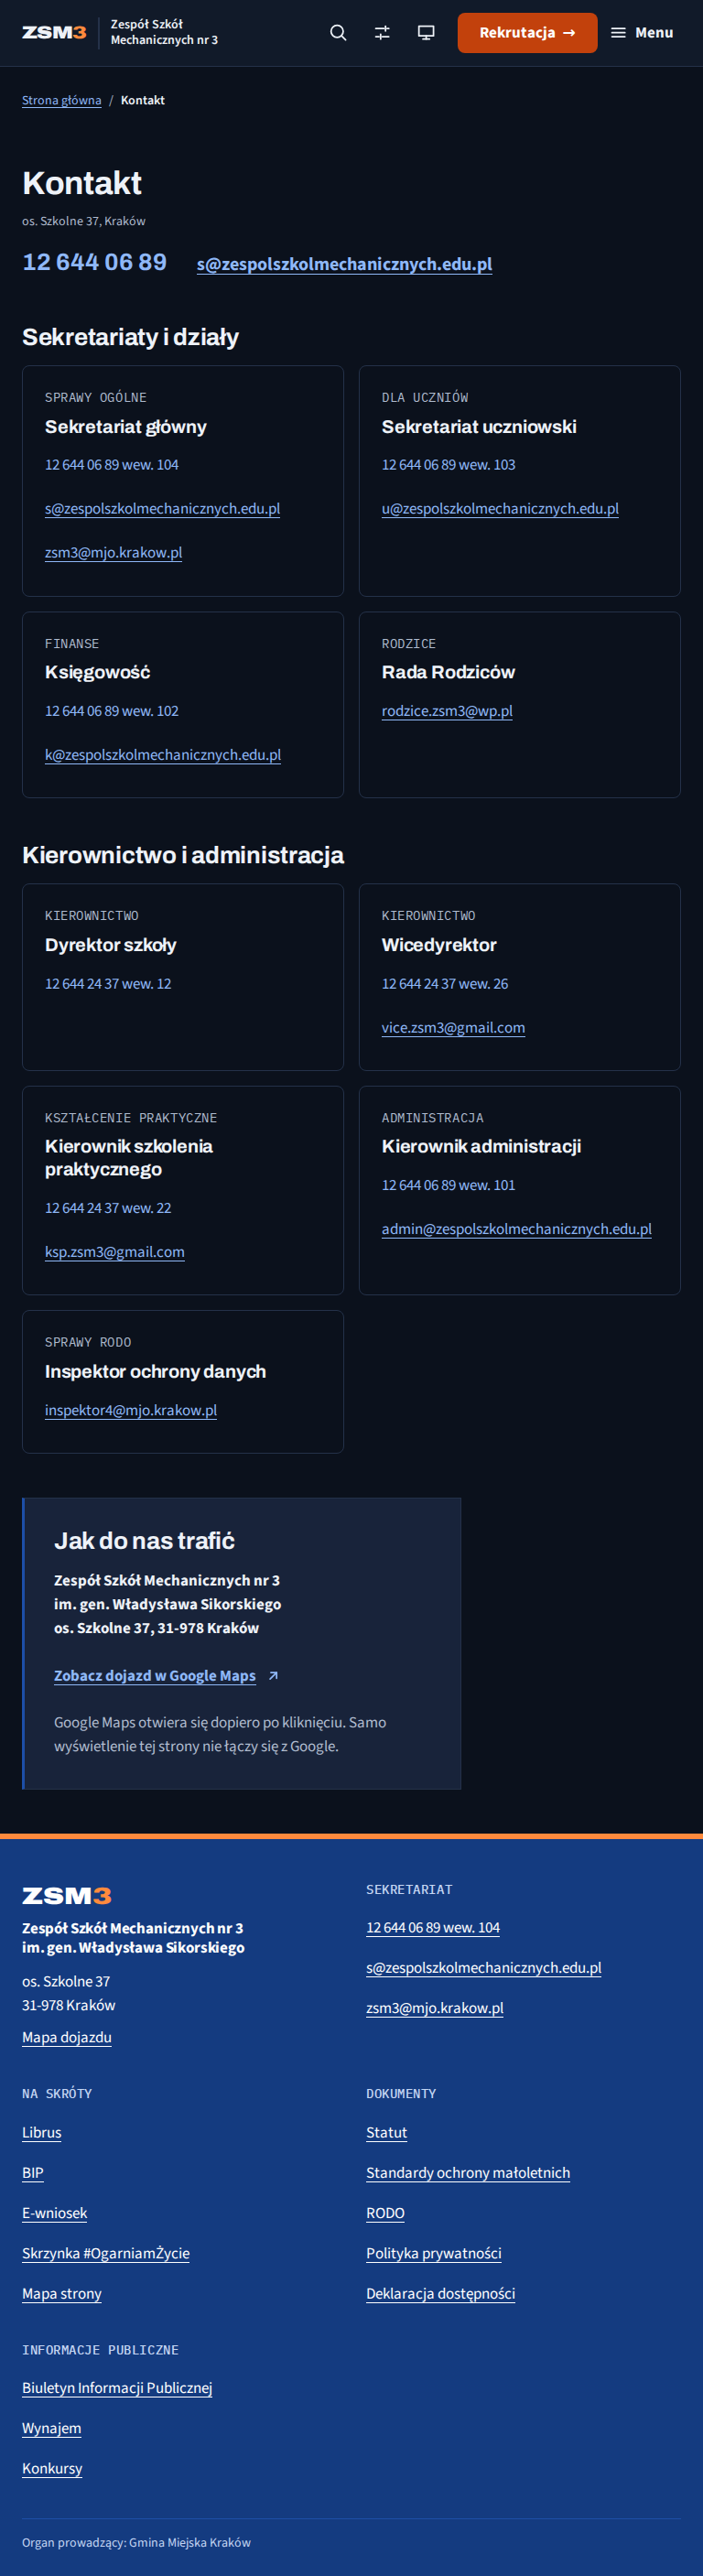 ZSM3
Zespół Szkół
Mechanicznych nr 3
Rekrutacja →
Menu
Strona główna / Kontakt
Kontakt
os. Szkolne 37, Kraków
12 644 06 89
s@zespolszkolmechanicznych.edu.pl
Sekretariaty i działy
SPRAWY OGÓLNE
Sekretariat główny
12 644 06 89 wew. 104
s@zespolszkolmechanicznych.edu.pl
zsm3@mjo.krakow.pl
DLA UCZNIÓW
Sekretariat uczniowski
12 644 06 89 wew. 103
u@zespolszkolmechanicznych.edu.pl
FINANSE
Księgowość
12 644 06 89 wew. 102
k@zespolszkolmechanicznych.edu.pl
RODZICE
Rada Rodziców
rodzice.zsm3@wp.pl
Kierownictwo i administracja
KIEROWNICTWO
Dyrektor szkoły
12 644 24 37 wew. 12
KIEROWNICTWO
Wicedyrektor
12 644 24 37 wew. 26
vice.zsm3@gmail.com
KSZTAŁCENIE PRAKTYCZNE
Kierownik szkolenia
praktycznego
12 644 24 37 wew. 22
ksp.zsm3@gmail.com
ADMINISTRACJA
Kierownik administracji
12 644 06 89 wew. 101
admin@zespolszkolmechanicznych.edu.pl
SPRAWY RODO
Inspektor ochrony danych
inspektor4@mjo.krakow.pl
Jak do nas trafić
Zespół Szkół Mechanicznych nr 3
im. gen. Władysława Sikorskiego
os. Szkolne 37, 31-978 Kraków
Zobacz dojazd w Google Maps ↗
Google Maps otwiera się dopiero po kliknięciu. Samo
wyświetlenie tej strony nie łączy się z Google.
ZSM3
Zespół Szkół Mechanicznych nr 3
im. gen. Władysława Sikorskiego
os. Szkolne 37
31-978 Kraków
Mapa dojazdu
SEKRETARIAT
12 644 06 89 wew. 104
s@zespolszkolmechanicznych.edu.pl
zsm3@mjo.krakow.pl
NA SKRÓTY
Librus
BIP
E-wniosek
Skrzynka #OgarniamŻycie
Mapa strony
DOKUMENTY
Statut
Standardy ochrony małoletnich
RODO
Polityka prywatności
Deklaracja dostępności
INFORMACJE PUBLICZNE
Biuletyn Informacji Publicznej
Wynajem
Konkursy
Organ prowadzący: Gmina Miejska Kraków